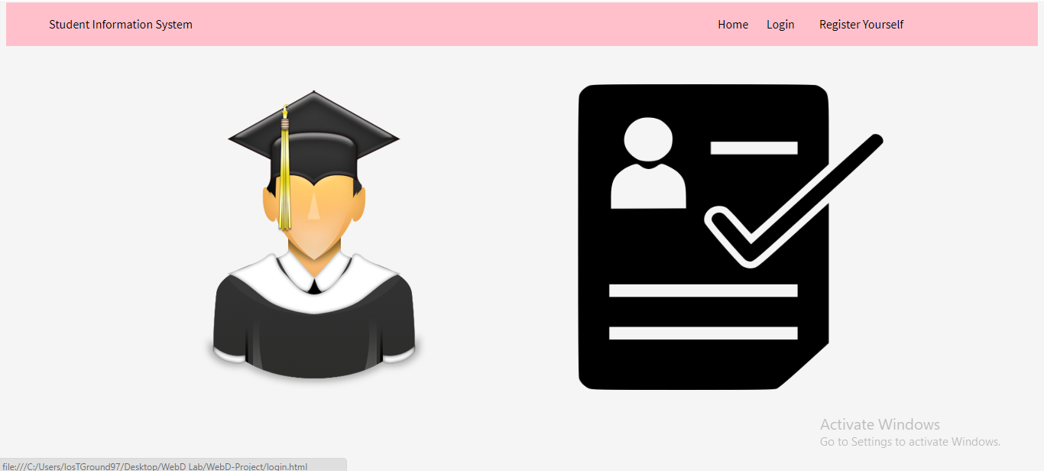 Student Information System
Home Login Register Yourself
Activate Windows
Go to Settings to activate Windows.
file:///C:/Users/losTGround97/Desktop/WebD Lab/WebD-Project/login.html